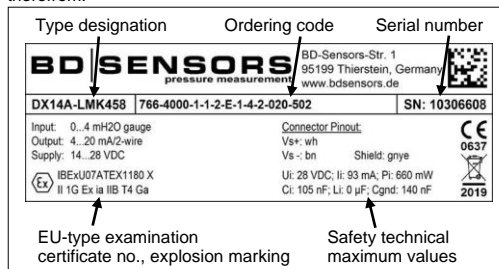 Type designation Ordering code Serial number
BD SENSORS
pressure measurement
BD-Sensors-Str. 1
95199 Thierstein, Germany
www.bdsensors.de
DX14A-LMK458 766-4000-1-1-2-E-1-4-2-020-502 SN: 10306608
Input: 0...4 mH2O gauge
Output: 4...20 mA/2-wire
Supply: 14...28 VDC
IBExU07ATEX1180 X
II 1G Ex ia IIB T4 Ga
Connector Pinout:
Vs+: wh
Vs -: bn Shield: gnye
Ui: 28 VDC; Ii: 93 mA; Pi: 660 mW
Ci: 105 nF; Li: 0 µF; Cgnd: 140 nF
CE
0637
2019
Ex
EU-type examination
certificate no., explosion marking
Safety technical
maximum values